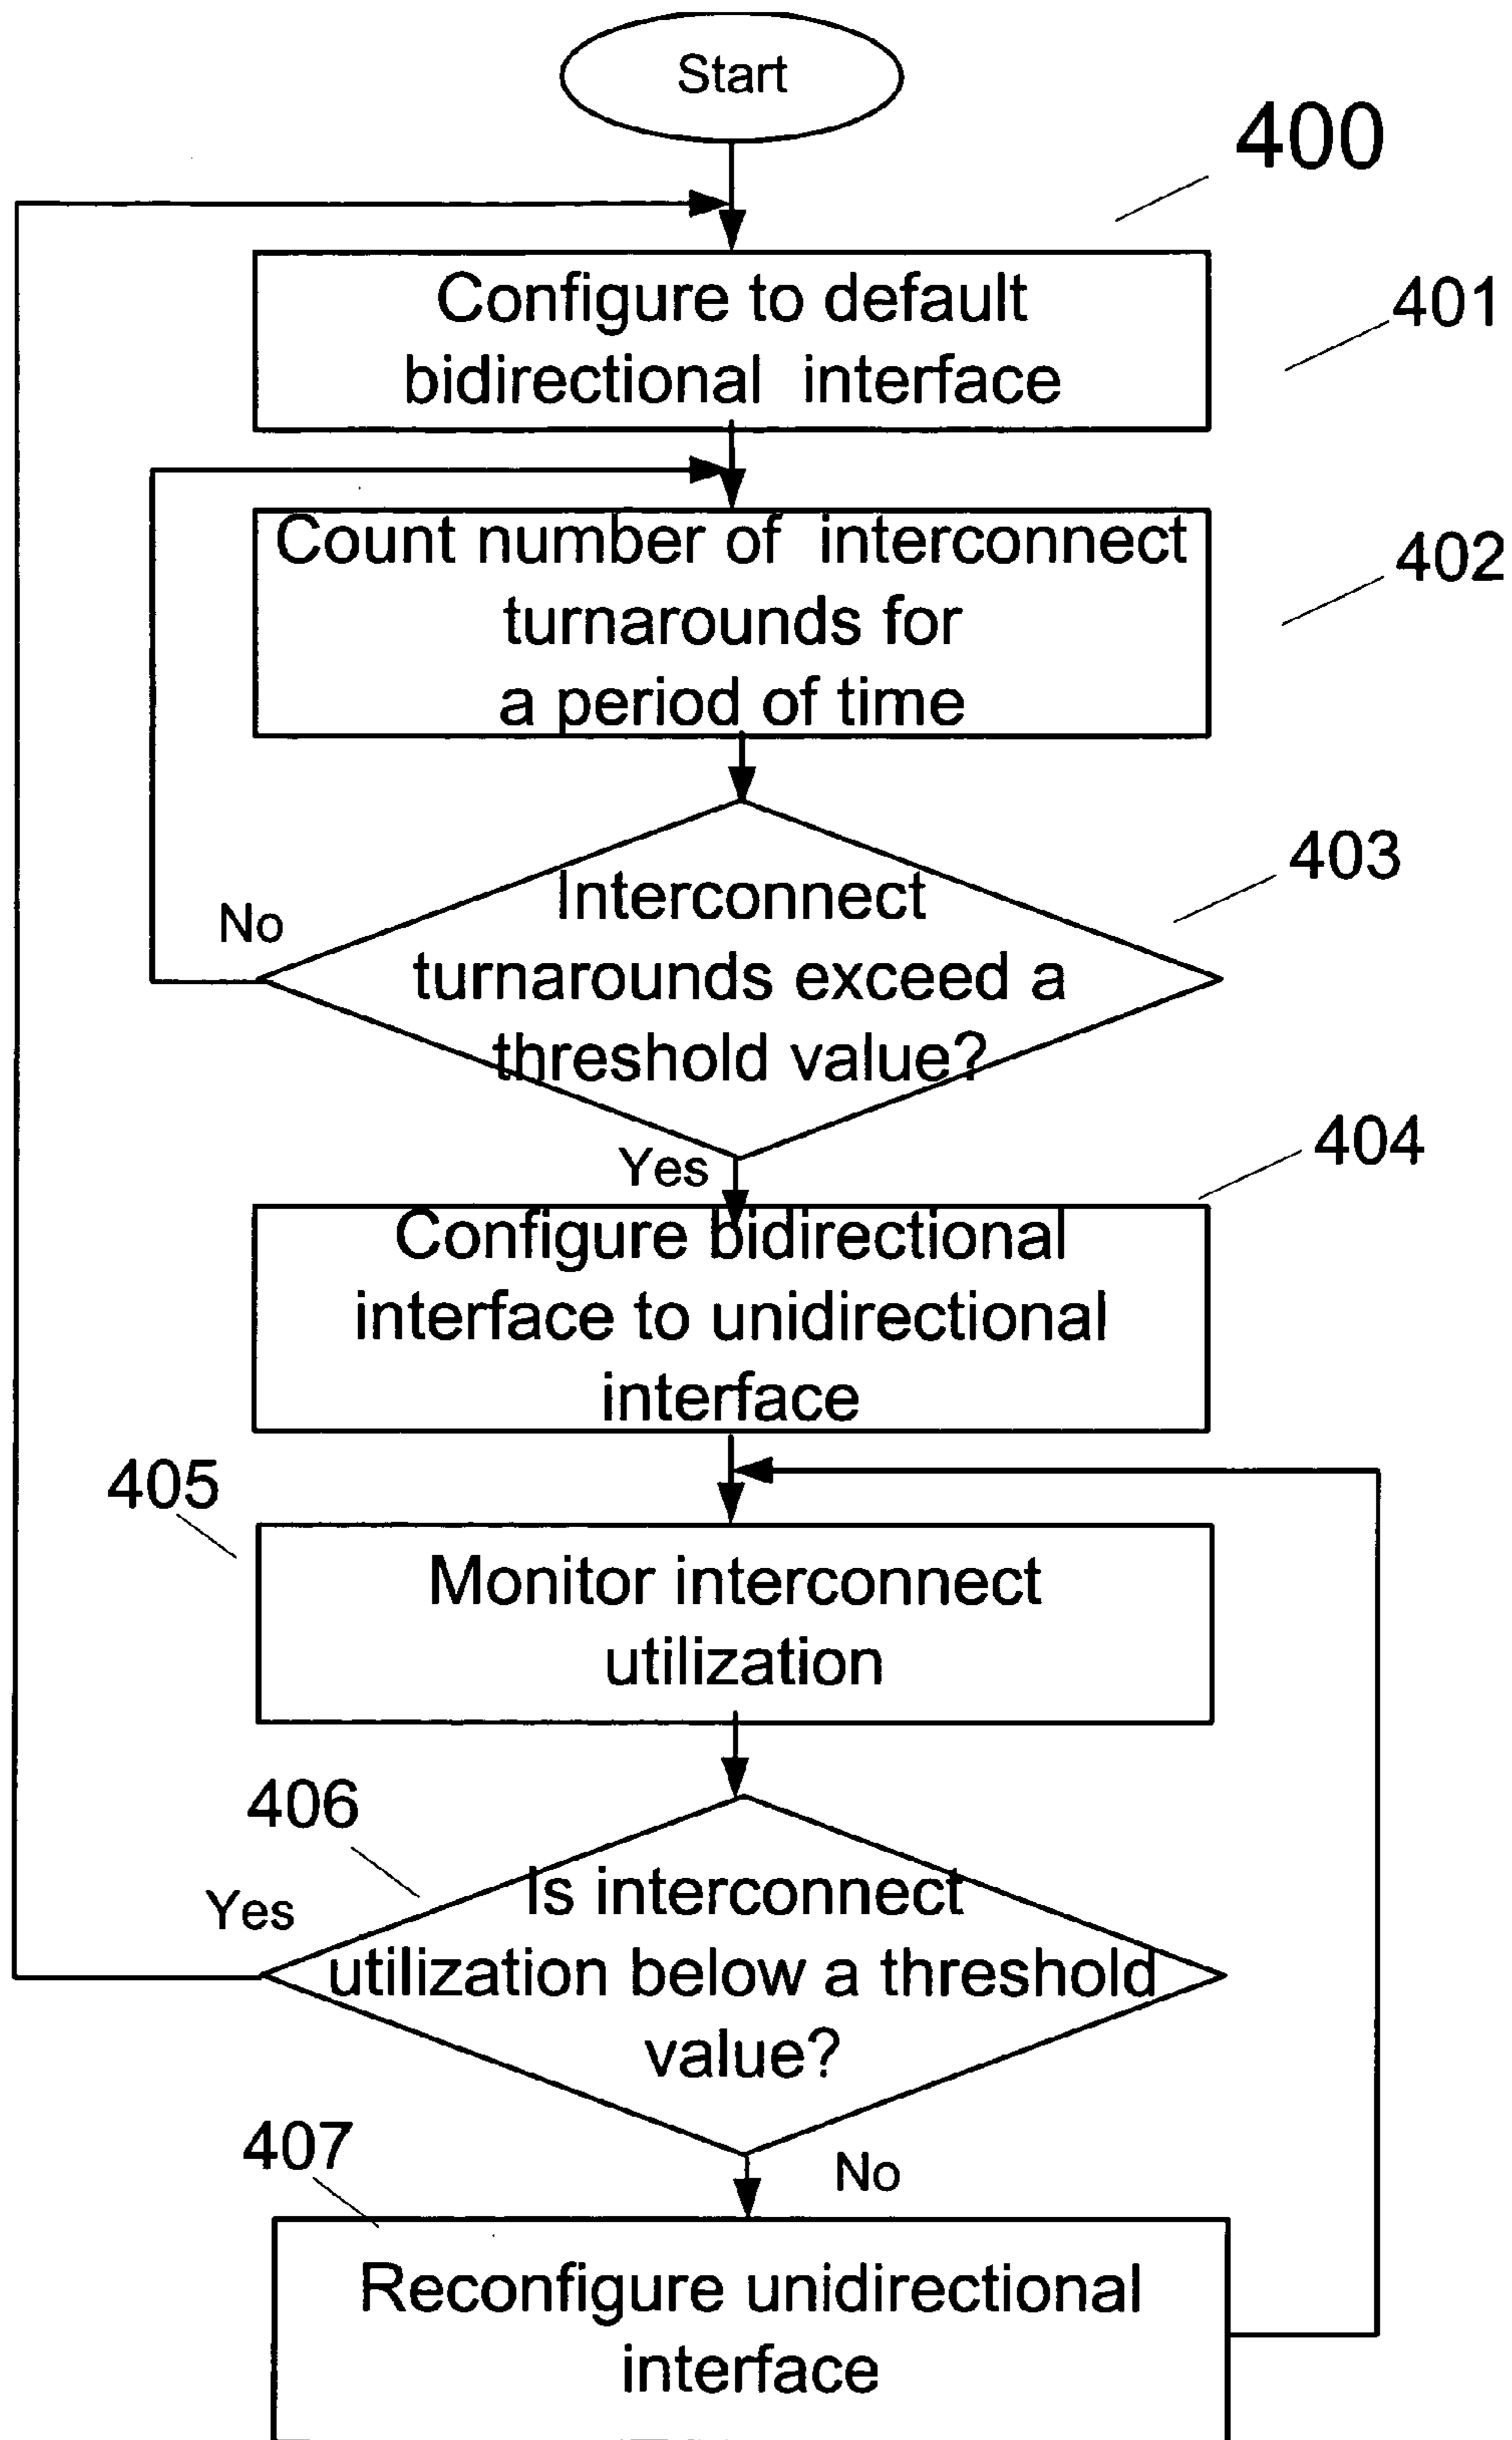 Start
400
Configure to default
bidirectional interface
401
Count number of interconnect
turnarounds for
a period of time
402
Interconnect
turnarounds exceed a
threshold value?
403
No
Yes
404
Configure bidirectional
interface to unidirectional
interface
405
Monitor interconnect
utilization
406
Yes
Is interconnect
utilization below a threshold
value?
407
No
Reconfigure unidirectional
interface